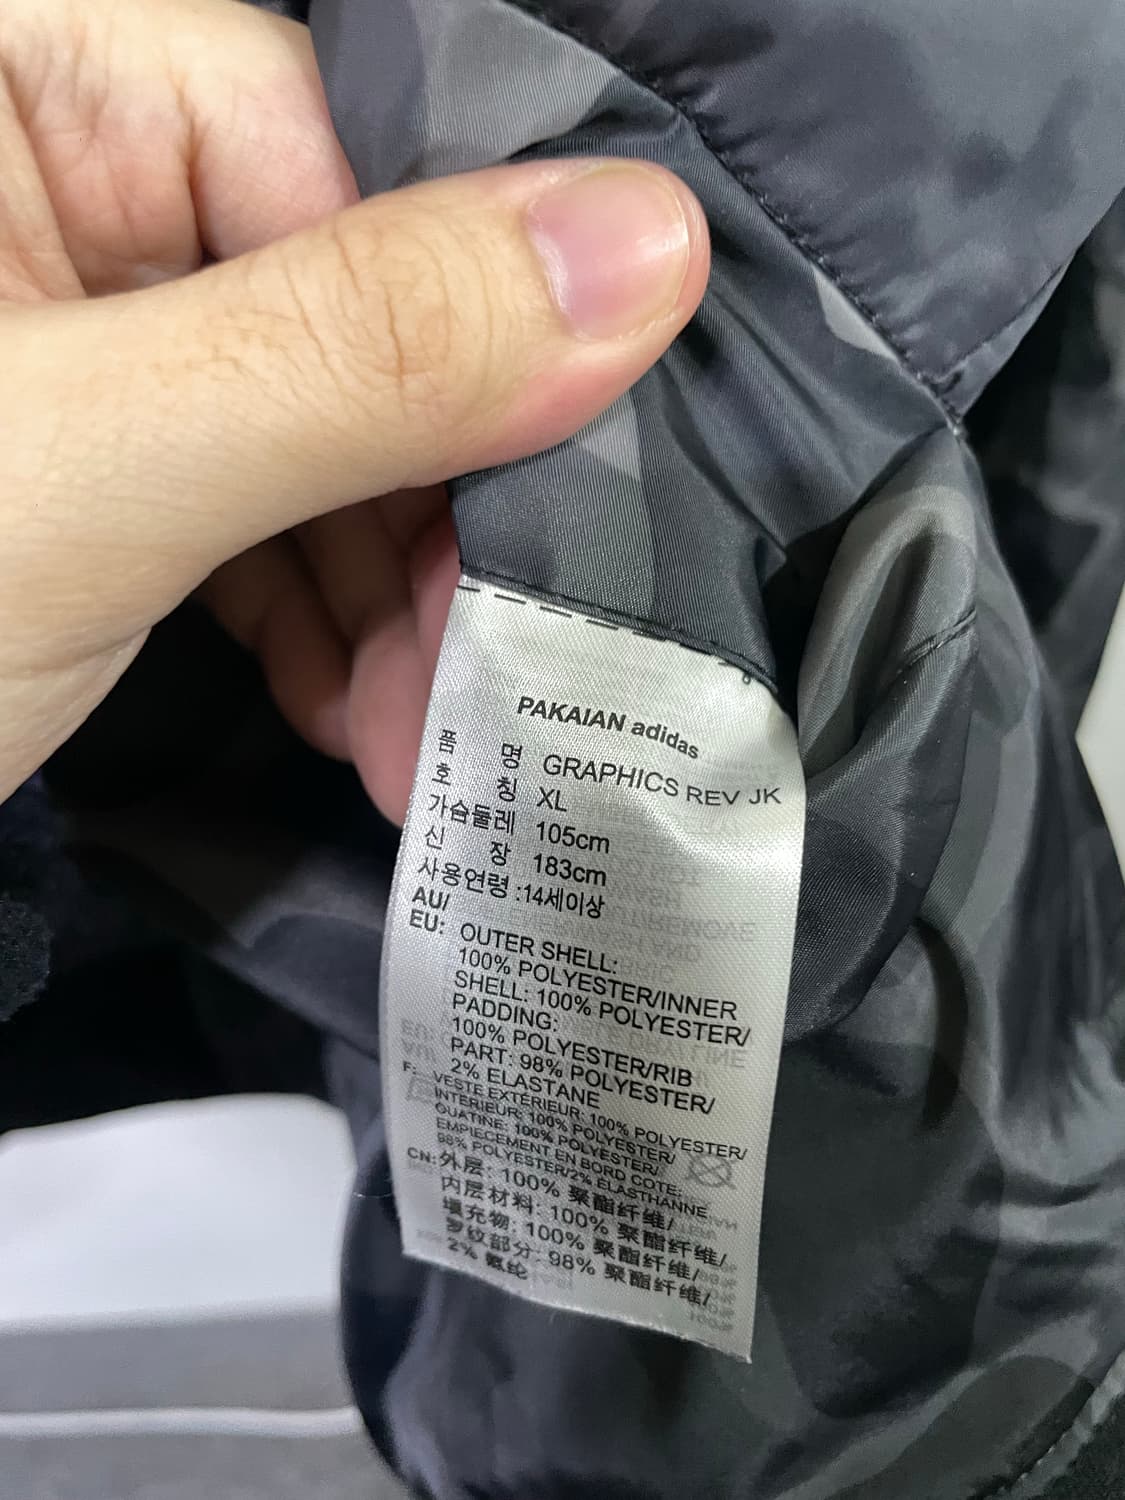 PAKAIAN adidas
품 명 GRAPHICS REV JK
호 칭 XL
가슴둘레 105cm
신 장 183cm
사용연령 :14세이상
AU/
EU: OUTER SHELL:
100% POLYESTER/INNER
SHELL: 100% POLYESTER/
PADDING:
100% POLYESTER/RIB
PART: 98% POLYESTER/
2% ELASTANE
F: VESTE EXTÉRIEUR: 100% POLYESTER/
INTÉRIEUR: 100% POLYESTER/
OUATINE: 100% POLYESTER/
EMPIECEMENT EN BORD COTE:
98% POLYESTER/2% ELASTHANNE
CN: 外层: 100% 聚酯纤维/
内层材料: 100% 聚酯纤维/
填充物: 100% 聚酯纤维/
罗纹部分: 98% 聚酯纤维/
2% 氨纶